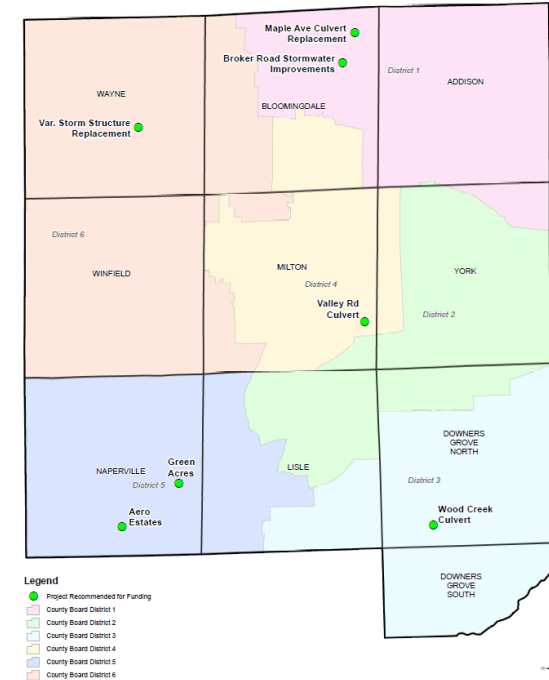 Maple Ave Culvert
Replacement
Broker Road Stormwater
Improvements
District 1
ADDISON
WAYNE
BLOOMINGDALE
Var. Storm Structure
Replacement
District 6
WINFIELD
MILTON
District 4
YORK
Valley Rd
Culvert
District 2
DOWNERS
GROVE
NORTH
Green
Acres
NAPERVILLE
District 5
LISLE
District 3
Aero
Estates
Wood Creek
Culvert
DOWNERS
GROVE
SOUTH
Legend
Project Recommended for Funding
County Board District 1
County Board District 2
County Board District 3
County Board District 4
County Board District 5
County Board District 6
W